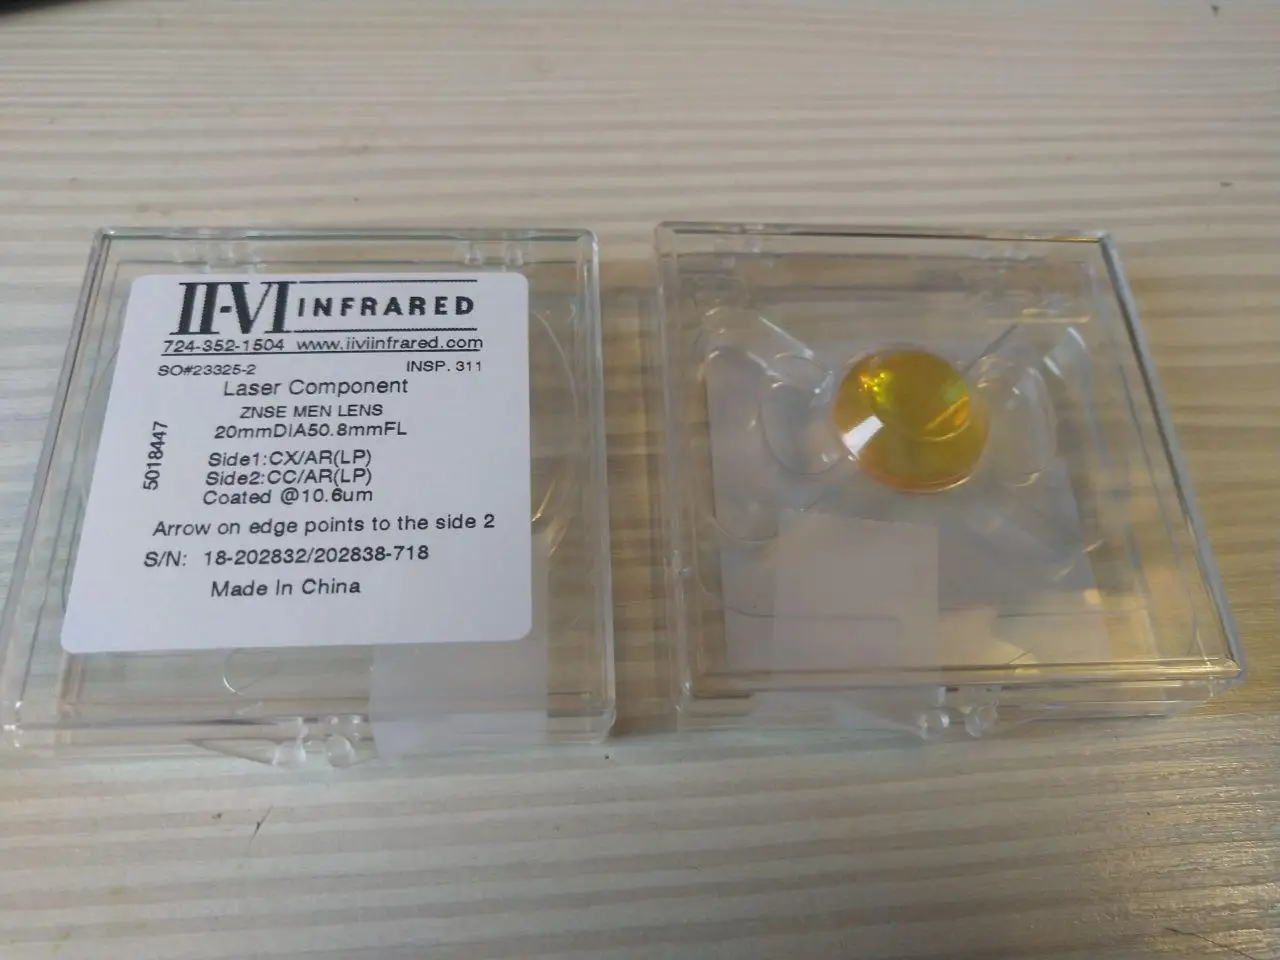 II-VI INFRARED
724-352-1504 www.iiviinfrared.com
SO#23325-2 INSP. 311
Laser Component
ZNSE MEN LENS
20mmDIA50.8mmFL
5018447
Side1:CX/AR(LP)
Side2:CC/AR(LP)
Coated @10.6um
Arrow on edge points to the side 2
S/N: 18-202832/202838-718
Made In China